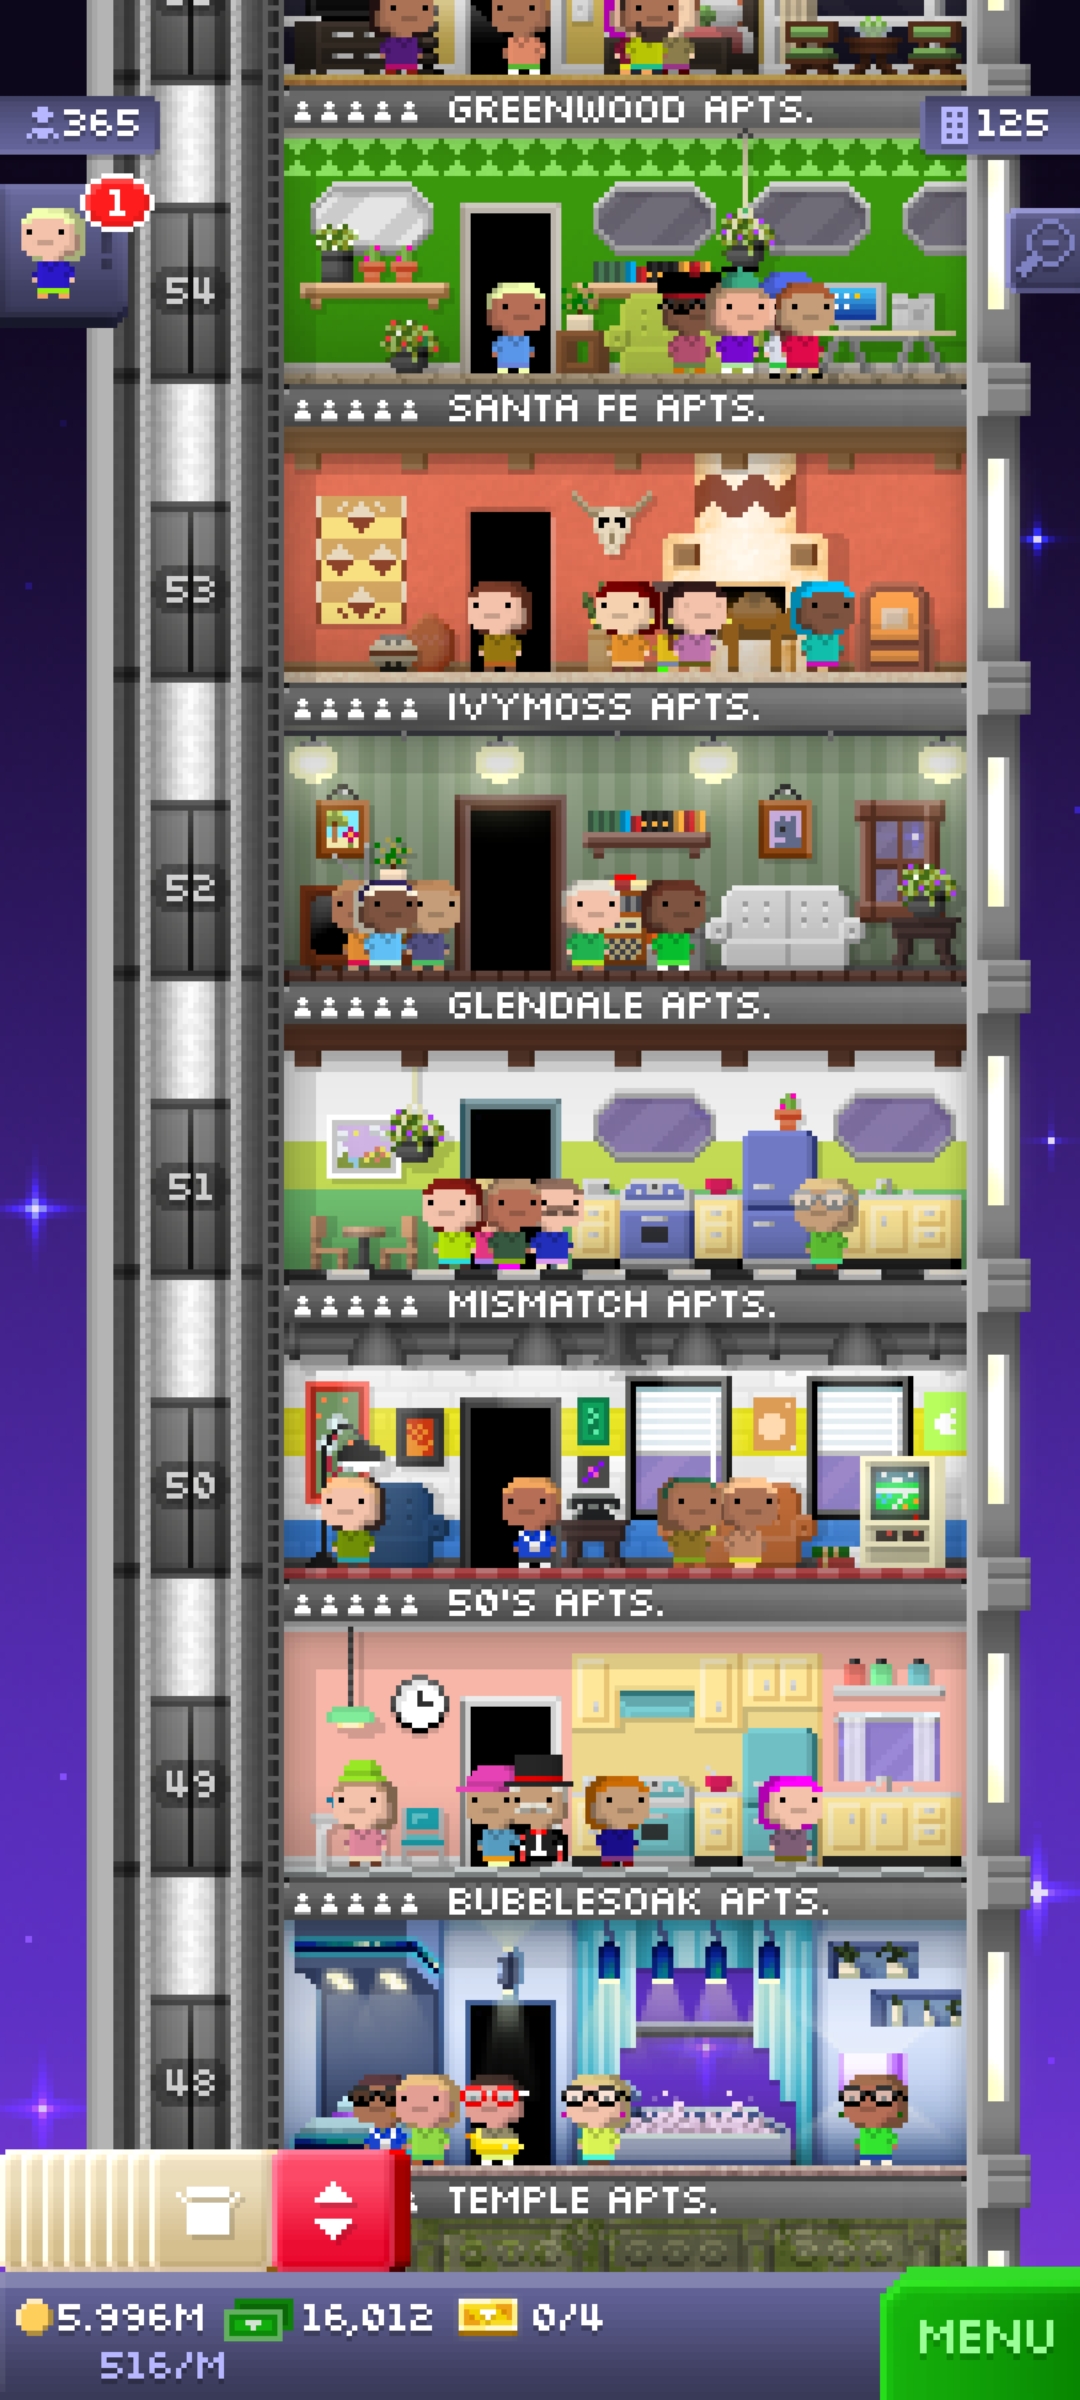 GREENWOOD APTS.
365
125
1
54
SANTA FE APTS.
53
IVYMOSS APTS.
52
GLENDALE APTS.
51
MISMATCH APTS.
50
50'S APTS.
49
BUBBLESOAK APTS.
48
TEMPLE APTS.
5.996M 16,012 0/4
516/M
MENU